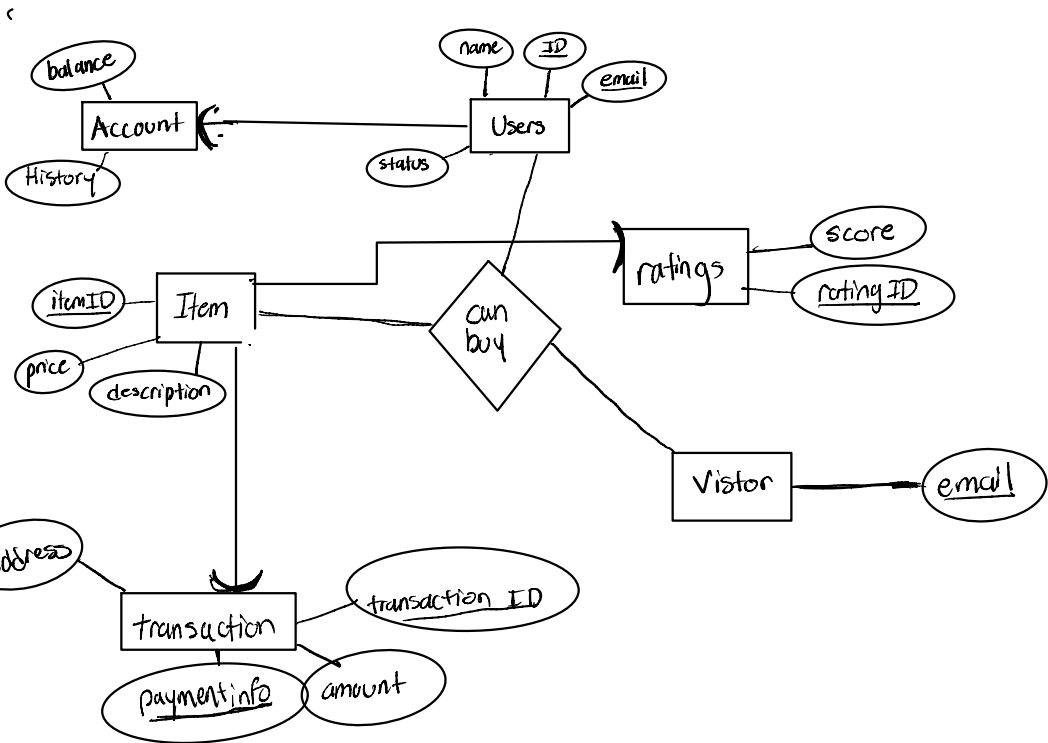 name
ID
email
balance
Account
Users
History
status
score
ratings
rating ID
itemID
Item
can
buy
price
description
Vistor
email
ddress
transaction ID
transaction
paymentinfo
amount